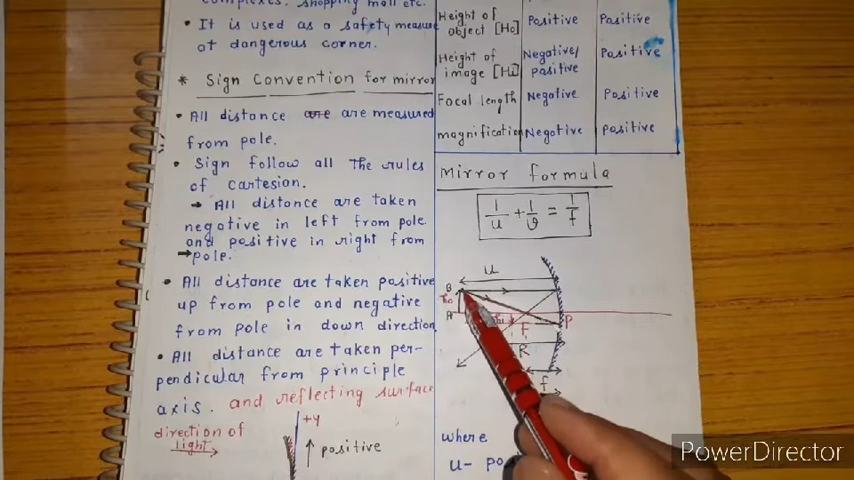 complexes, shopping mall etc.
• It is used as a safety measure
at dangerous corner.
* Sign Convention for mirror
• All distance are are measured
from pole.
• Sign follow all the rules
of cartesion.
→ All distance are taken
negative in left from pole
and positive in right from
→ pole.
• All distance are taken positive
up from pole and negative
from pole in down direction
• All distance are taken per-
pendicular from principle
axis. and reflecting surface
direction of
light
+y
positive
Height of object [Ho] Positive Positive
Height of image [Hi] Negative/positive Positive
Focal length Negative Positive
magnification Negative Positive
Mirror formula
1/u + 1/v = 1/f
u
B
ho
A
hi
F
P
R
f
where
u- po
PowerDirector